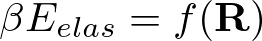 βE_{elas} = f(𝐑)